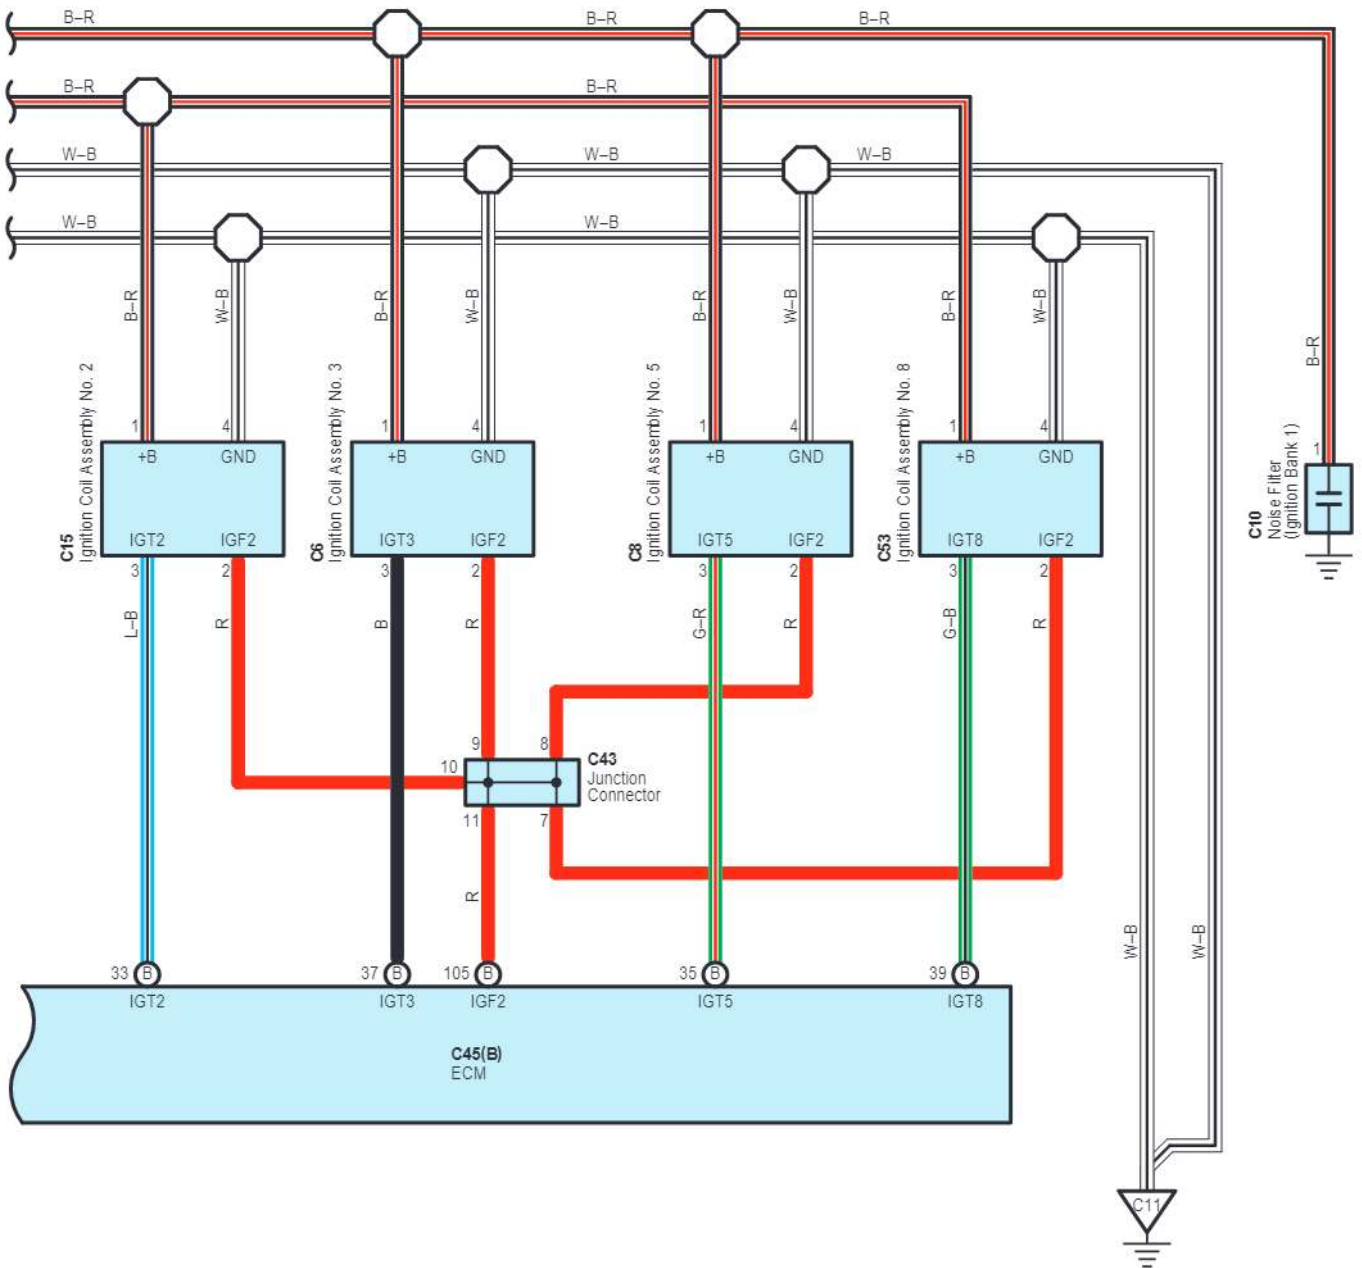 B–R
B–R
B–R
B–R
B–R
W–B
W–B
W–B
W–B
W–B
B–R
W–B
B–R
W–B
B–R
W–B
B–R
W–B
B–R
C15
Ignition Coil Assembly No. 2
C6
Ignition Coil Assembly No. 3
C8
Ignition Coil Assembly No. 5
C53
Ignition Coil Assembly No. 8
C10
Noise Filter
(Ignition Bank 1)
1
4
1
4
1
4
1
4
1
+B
GND
+B
GND
+B
GND
+B
GND
IGT2
IGF2
IGT3
IGF2
IGT5
IGF2
IGT8
IGF2
3
2
3
2
3
2
3
2
L–B
R
B
R
G–R
R
G–B
R
9
8
10
C43
Junction
Connector
11
7
R
W–B
W–B
33 B
37 B
105 B
35 B
39 B
IGT2
IGT3
IGF2
IGT5
IGT8
C45(B)
ECM
C11